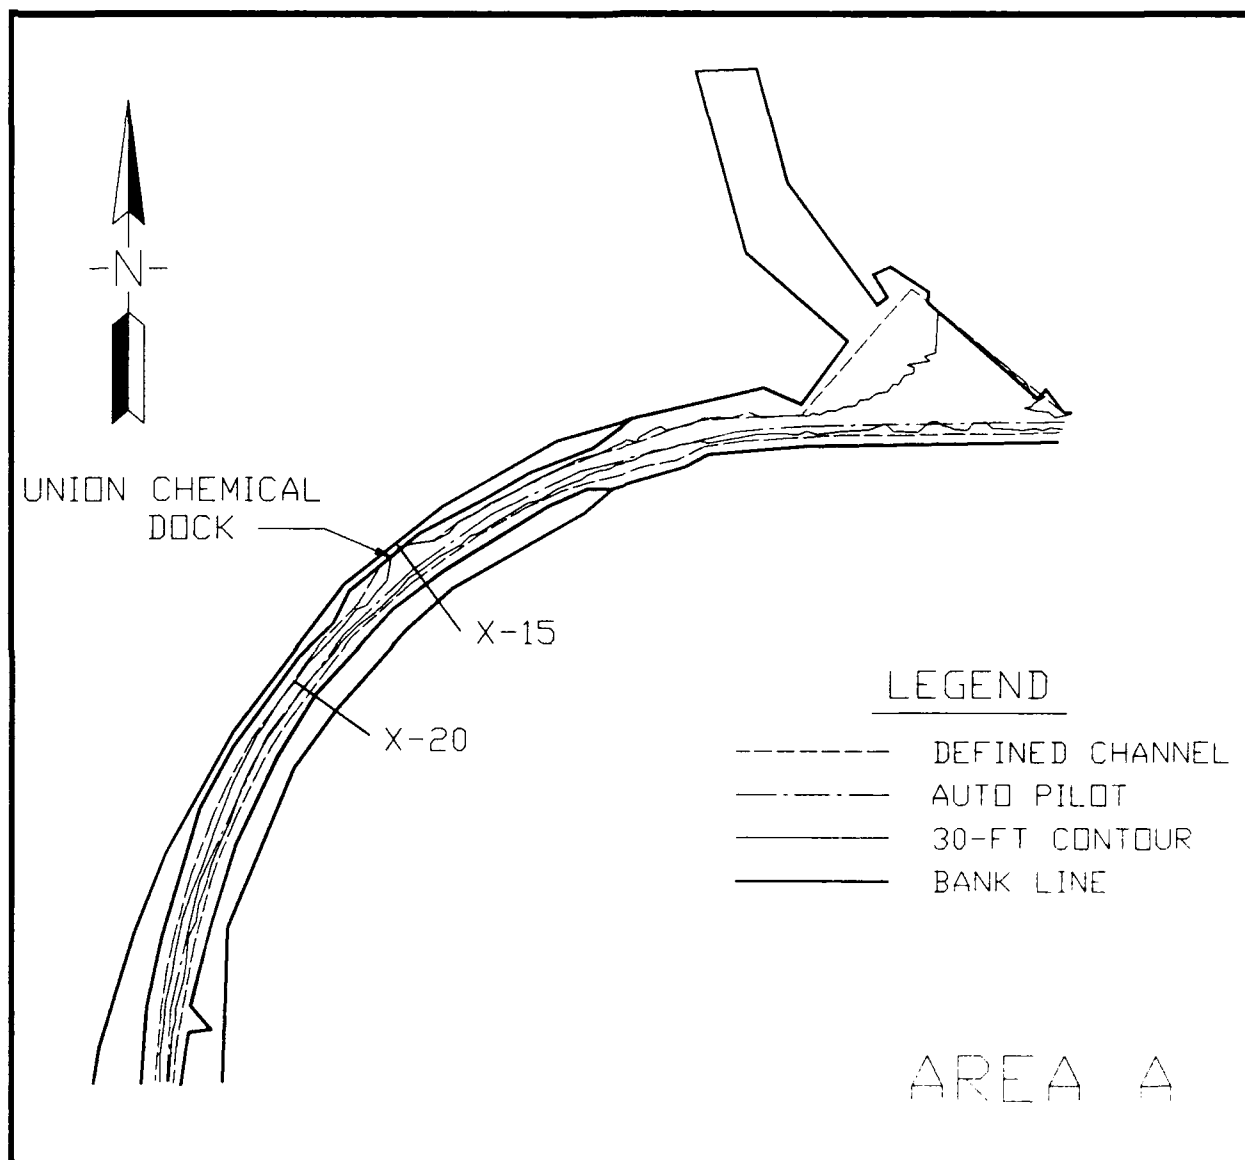 -N-
UNION CHEMICAL
DOCK
X-15
X-20
LEGEND
DEFINED CHANNEL
AUTO PILOT
30-FT CONTOUR
BANK LINE
AREA A